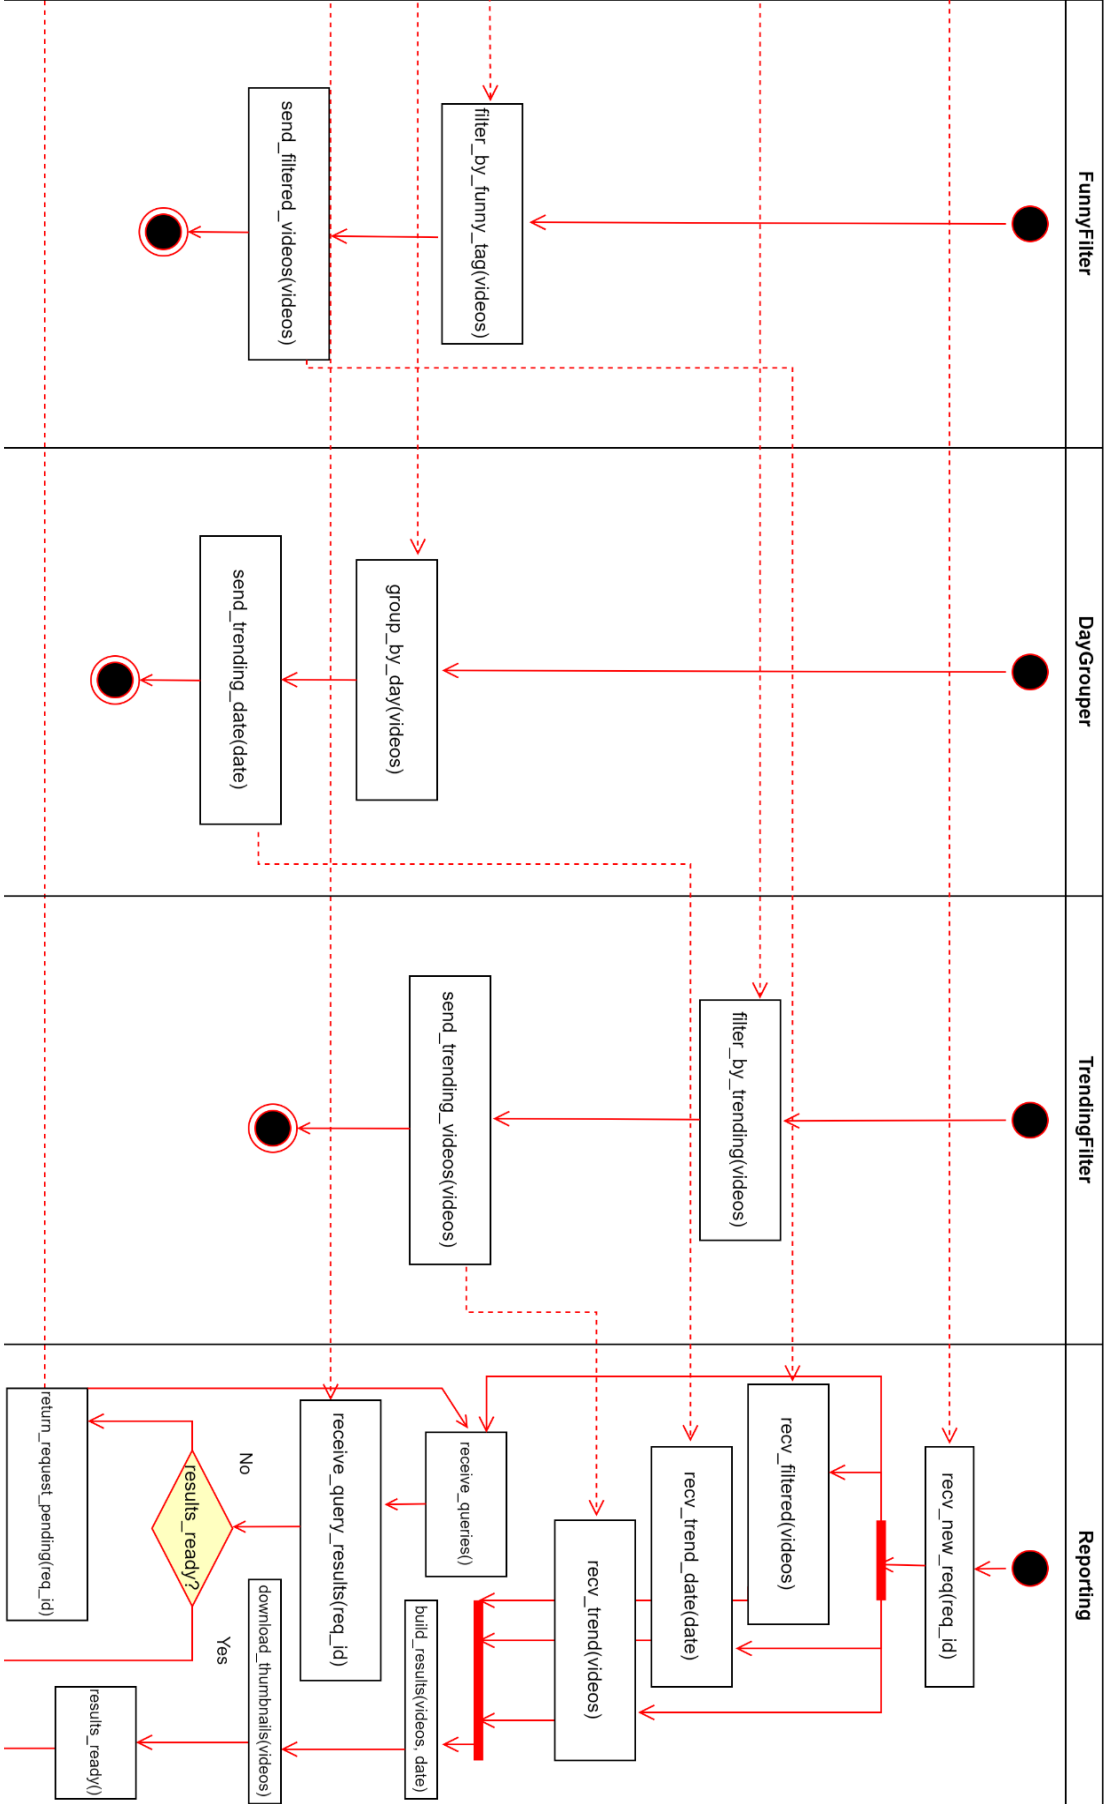 FunnyFilter
filter_by_funny_tag(videos)
send_filtered_videos(videos)
DayGrouper
group_by_day(videos)
send_trending_date(date)
TrendingFilter
filter_by_trending(videos)
send_trending_videos(videos)
Reporting
recv_new_req(req_id)
recv_filtered(videos)
recv_trend_date(date)
recv_trend(videos)
receive_queries()
build_results(videos, date)
receive_query_results(req_id)
download_thumbnails(videos)
No
Yes
results_ready?
results_ready()
return_request_pending(req_id)